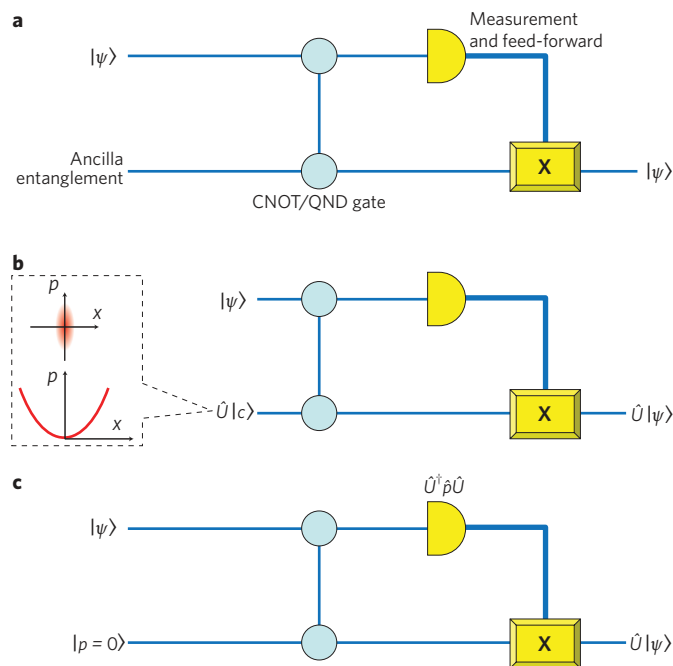 a
Measurement
and feed-forward
|ψ⟩
Ancilla
entanglement
X
|ψ⟩
CNOT/QND gate
b
p
x
|ψ⟩
p
x
Û|c⟩
X
Û|ψ⟩
c
Û†p̂Û
|ψ⟩
|p = 0⟩
X
Û|ψ⟩